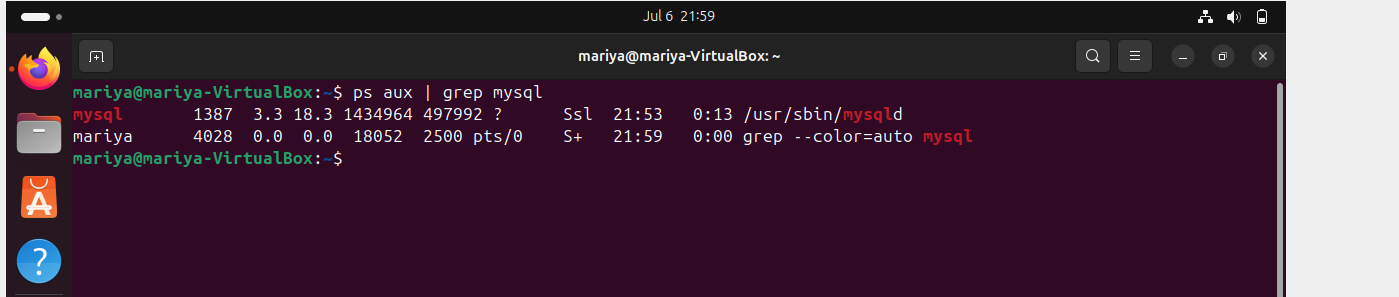 Jul 6 21:59
mariya@mariya-VirtualBox: ~
mariya@mariya-VirtualBox:~$ ps aux | grep mysql
mysql       1387  3.3 18.3 1434964 497992 ?      Ssl  21:53   0:13 /usr/sbin/mysqld
mariya      4028  0.0  0.0  18052  2500 pts/0    S+   21:59   0:00 grep --color=auto mysql
mariya@mariya-VirtualBox:~$